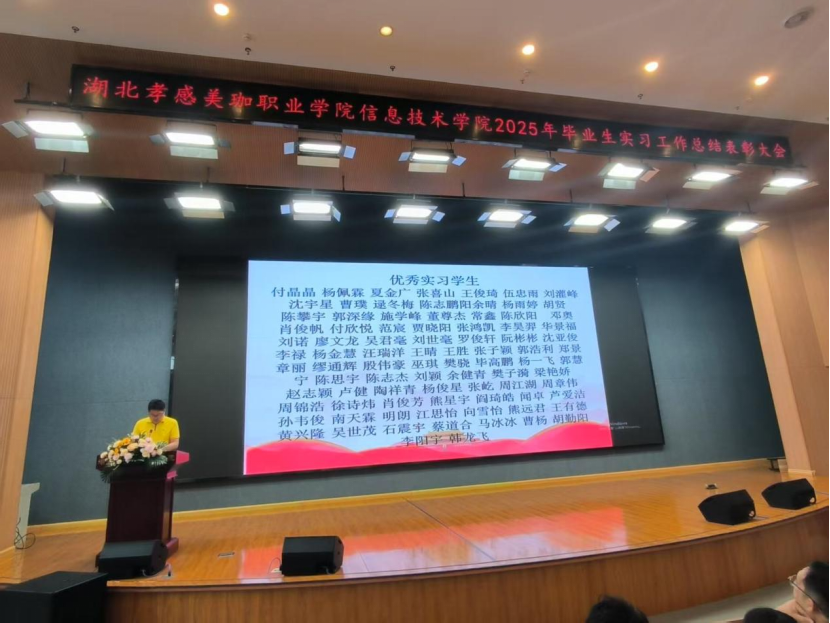 湖北孝感美珈职业学院信息技术学院2025年毕业生实习工作总结表彰大会
优秀实习学生
付晶晶 杨佩霖 夏金广 张喜山 王俊琦 伍忠雨 刘灌峰
沈宇星 曹璞 逯冬梅 陈志鹏阳余晴 杨雨婷 胡贤
陈攀宇 郭深缘 施学峰 董尊杰 常鑫 陈欣阳 邓奥
肖俊帆 付欣悦 范宸 贾晓阳 张鸿凯 李昊羿 华景福
刘诺 廖文龙 吴君毫 刘世毫 罗俊轩 阮彬彬 沈亚俊
李禄 杨金慧 汪瑞洋 王晴 王胜 张子颖 郭浩利 郑景
章丽 缪通辉 殷伟豪 巫琪 樊骁 毕高鹏 杨一飞 郭慧
宁 陈思宇 陈志杰 刘颖 余健青 樊子漪 梁艳娇
赵志颖 卢健 陶祥青 杨俊星 张屹 周江湖 周章伟
周锦浩 徐诗炜 肖俊芳 熊星宇 阎琦皓 闻卓 芦爱洁
孙韦俊 南天霖 明朗 江思怡 向雪怡 熊远君 王有德
黄兴隆 吴世茂 石震宇 蔡道合 马冰冰 曹杨 胡勤阳
李阳宇 韩龙飞